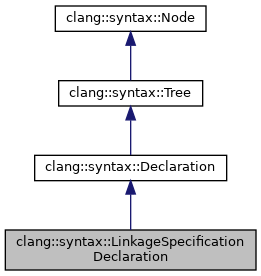 clang::syntax::Node
clang::syntax::Tree
clang::syntax::Declaration
clang::syntax::LinkageSpecification
Declaration